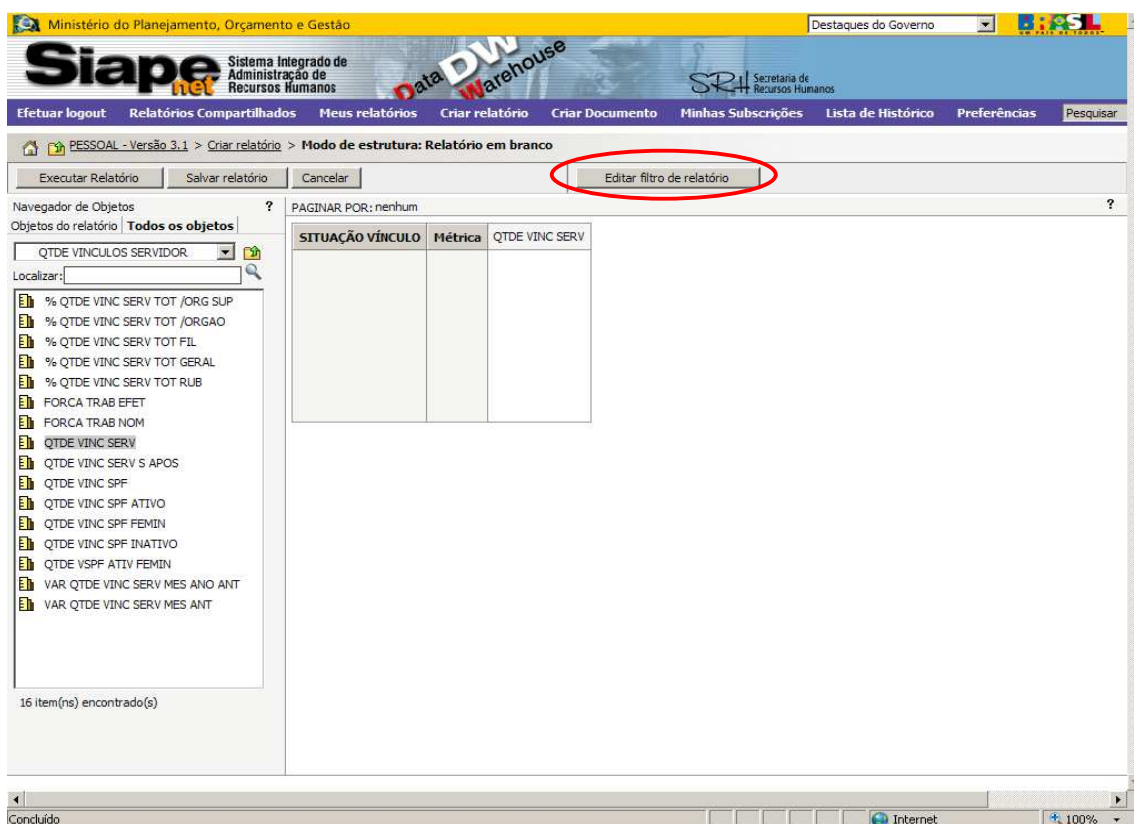 Ministério do Planejamento, Orçamento e Gestão
Destaques do Governo
BRASIL
UM PAÍS DE TODOS
Siape
net
Sistema Integrado de
Administração de
Recursos Humanos
Data DW Warehouse
SRH Secretaria de
Recursos Humanos
Efetuar logout Relatórios Compartilhados Meus relatórios Criar relatório Criar Documento Minhas Subscrições Lista de Histórico Preferências Pesquisar
PESSOAL - Versão 3.1 > Criar relatório > Modo de estrutura: Relatório em branco
Executar Relatório Salvar relatório Cancelar Editar filtro de relatório
Navegador de Objetos ?
Objetos do relatório Todos os objetos
QTDE VINCULOS SERVIDOR
Localizar:
% QTDE VINC SERV TOT /ORG SUP
% QTDE VINC SERV TOT /ORGAO
% QTDE VINC SERV TOT FIL
% QTDE VINC SERV TOT GERAL
% QTDE VINC SERV TOT RUB
FORCA TRAB EFET
FORCA TRAB NOM
QTDE VINC SERV
QTDE VINC SERV S APOS
QTDE VINC SPF
QTDE VINC SPF ATIVO
QTDE VINC SPF FEMIN
QTDE VINC SPF INATIVO
QTDE VSPF ATIV FEMIN
VAR QTDE VINC SERV MES ANO ANT
VAR QTDE VINC SERV MES ANT
16 item(ns) encontrado(s)
PAGINAR POR: nenhum ?
SITUAÇÃO VÍNCULO Métrica QTDE VINC SERV
Concluído Internet 100%